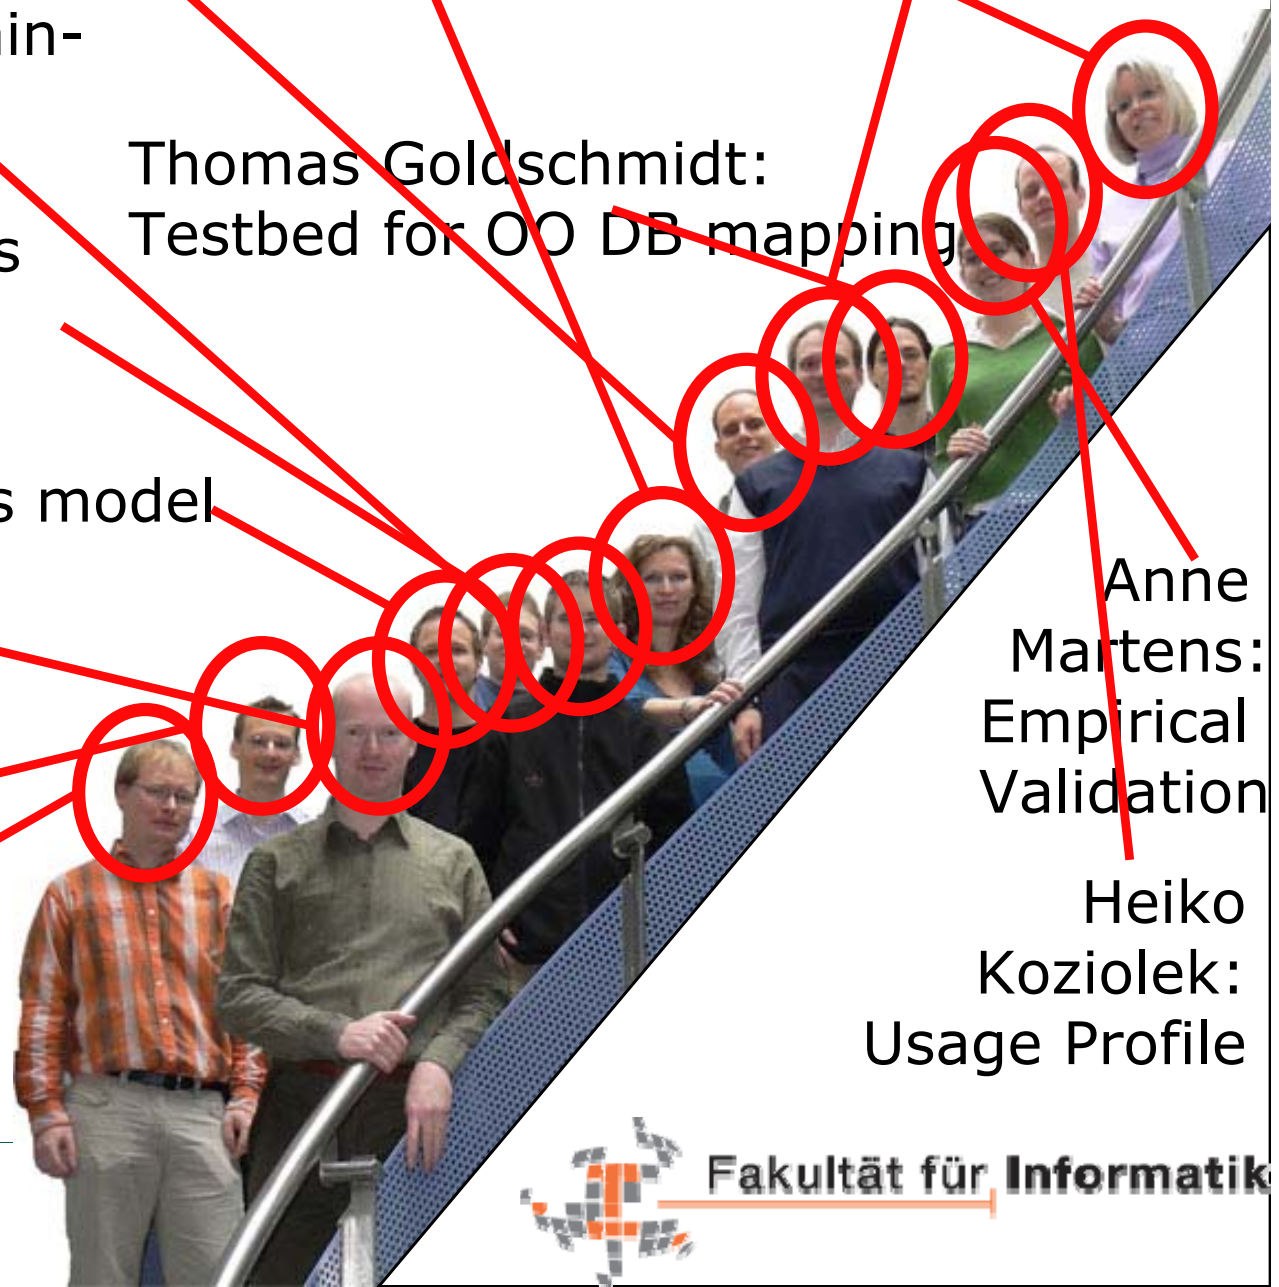 in-
Thomas Goldschmidt:
Testbed for OO DB mapping
s
s model
Anne
Martens:
Empirical
Validation
Heiko
Koziolek:
Usage Profile
Fakultät für Informatik